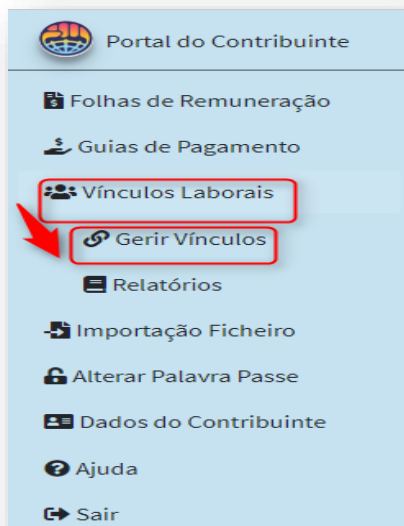 Portal do Contribuinte
Folhas de Remuneração
Guias de Pagamento
Vínculos Laborais
Gerir Vínculos
Relatórios
Importação Ficheiro
Alterar Palavra Passe
Dados do Contribuinte
Ajuda
Sair